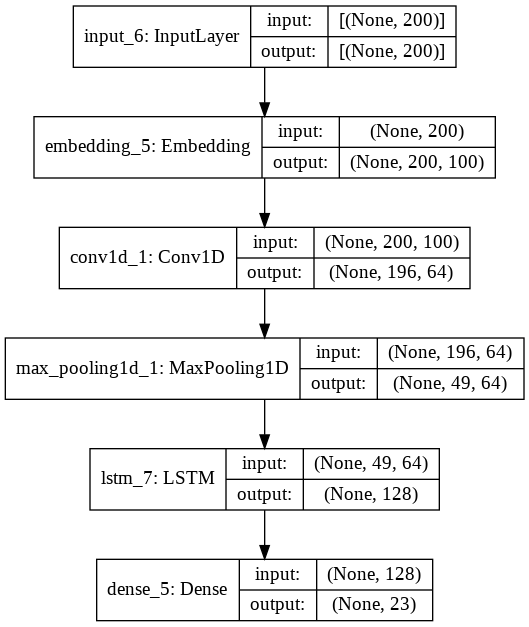 input_6: InputLayer
input: [(None, 200)]
output: [(None, 200)]
embedding_5: Embedding
input: (None, 200)
output: (None, 200, 100)
conv1d_1: Conv1D
input: (None, 200, 100)
output: (None, 196, 64)
max_pooling1d_1: MaxPooling1D
input: (None, 196, 64)
output: (None, 49, 64)
lstm_7: LSTM
input: (None, 49, 64)
output: (None, 128)
dense_5: Dense
input: (None, 128)
output: (None, 23)